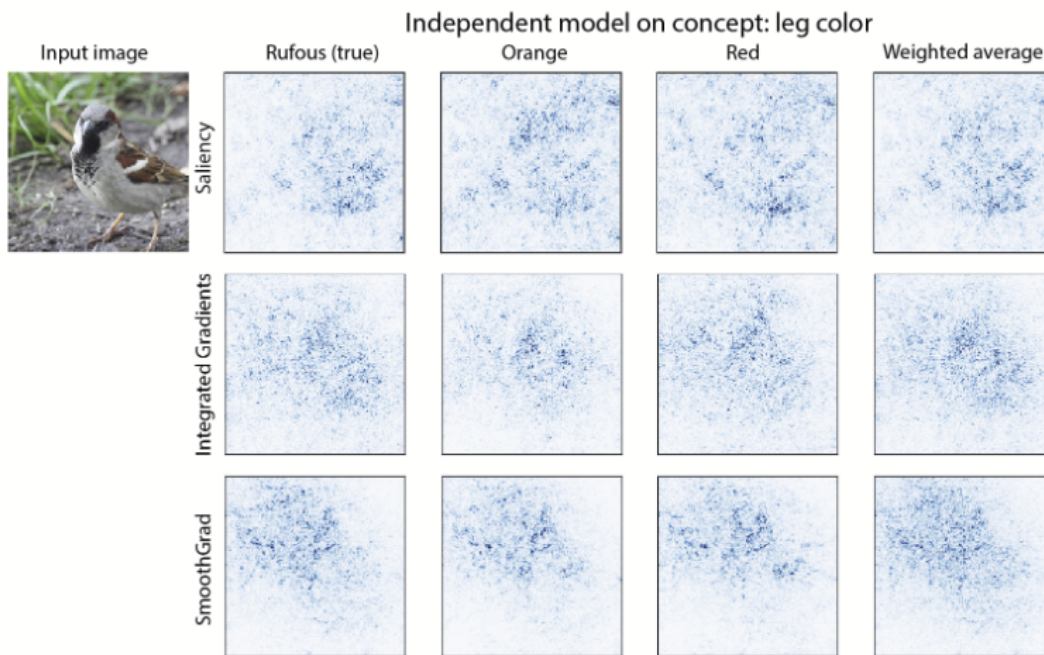 Independent model on concept: leg color
Input image
Rufous (true)
Orange
Red
Weighted average
Saliency
Integrated Gradients
SmoothGrad